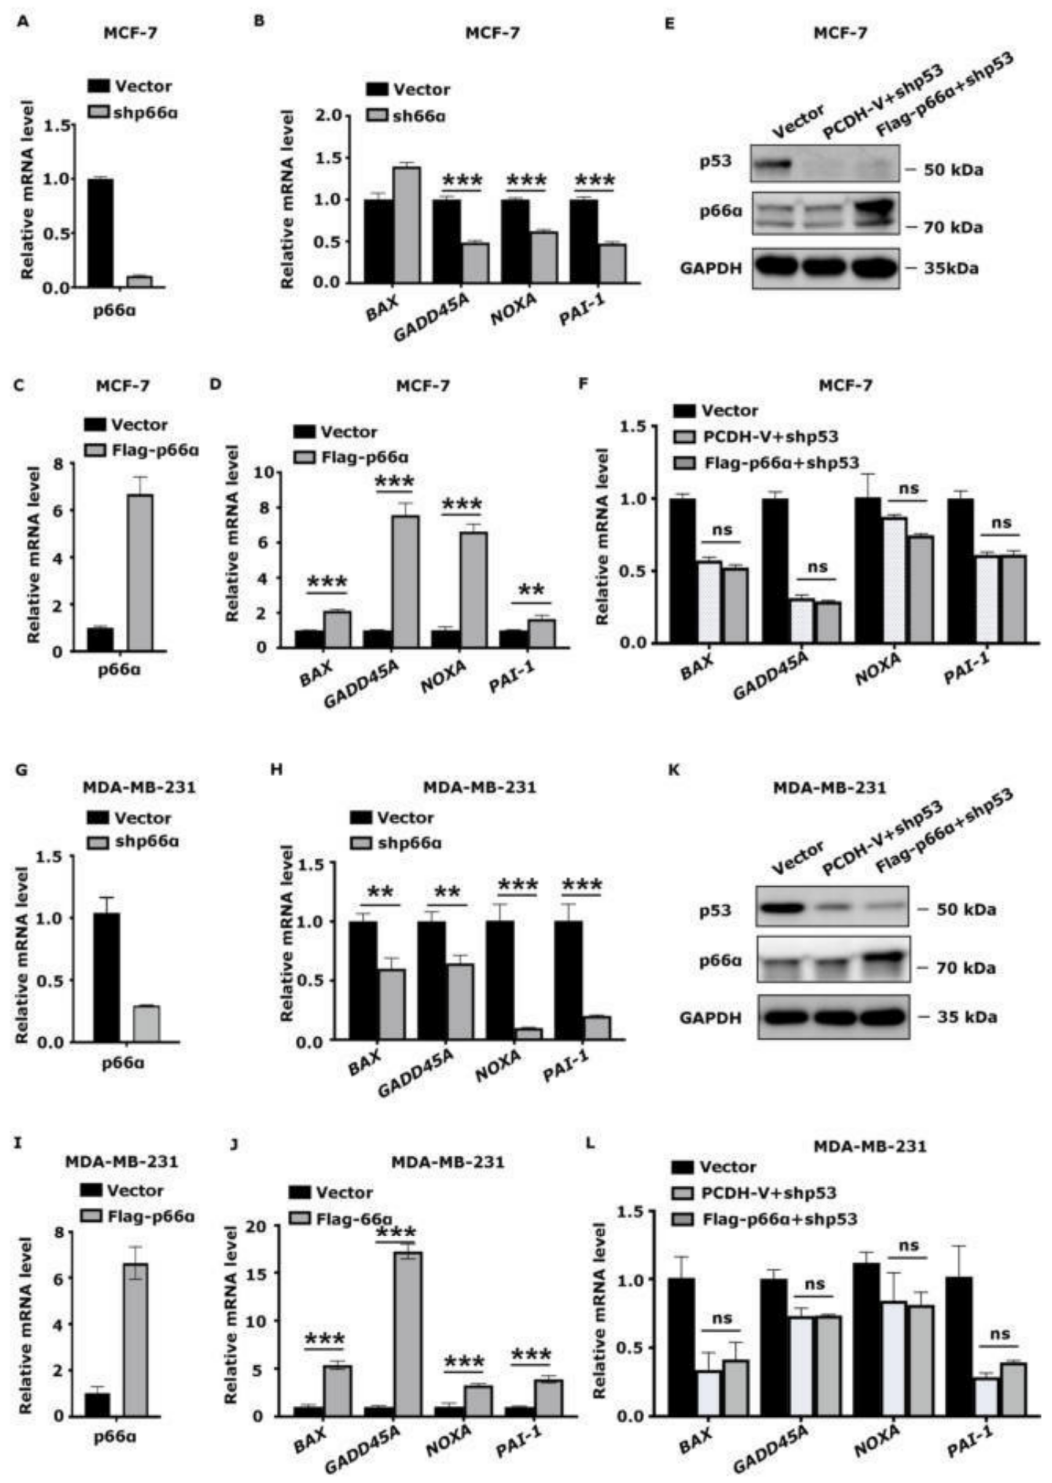 A
MCF-7
Vector
shp66α
Relative mRNA level
1.5
1.0
0.5
0.0
p66α
B
MCF-7
Vector
sh66α
Relative mRNA level
2.0
1.5
1.0
0.5
0.0
*** *** ***
BAX GADD45A NOXA PAI-1
E
MCF-7
Vector PCDH-V+shp53 Flag-p66α+shp53
p53 50 kDa
p66α 70 kDa
GAPDH 35kDa
C
MCF-7
Vector
Flag-p66α
Relative mRNA level
8
6
4
2
0
p66α
D
MCF-7
Vector
Flag-p66α
Relative mRNA level
10
8
6
4
2
0
*** *** *** **
BAX GADD45A NOXA PAI-1
F
MCF-7
Vector
PCDH-V+shp53
Flag-p66α+shp53
Relative mRNA level
1.5
1.0
0.5
0.0
ns ns ns ns
BAX GADD45A NOXA PAI-1
G
MDA-MB-231
Vector
shp66α
Relative mRNA level
1.5
1.0
0.5
0.0
p66α
H
MDA-MB-231
Vector
shp66α
Relative mRNA level
1.5
1.0
0.5
0.0
** ** *** ***
BAX GADD45A NOXA PAI-1
K
MDA-MB-231
Vector PCDH-V+shp53 Flag-p66α+shp53
p53 50 kDa
p66α 70 kDa
GAPDH 35 kDa
I
MDA-MB-231
Vector
Flag-p66α
Relative mRNA level
8
6
4
2
0
p66α
J
MDA-MB-231
Vector
Flag-66α
Relative mRNA level
20
15
10
5
0
*** *** *** ***
BAX GADD45A NOXA PAI-1
L
MDA-MB-231
Vector
PCDH-V+shp53
Flag-p66α+shp53
Relative mRNA level
1.5
1.0
0.5
0.0
ns ns ns ns
BAX GADD45A NOXA PAI-1